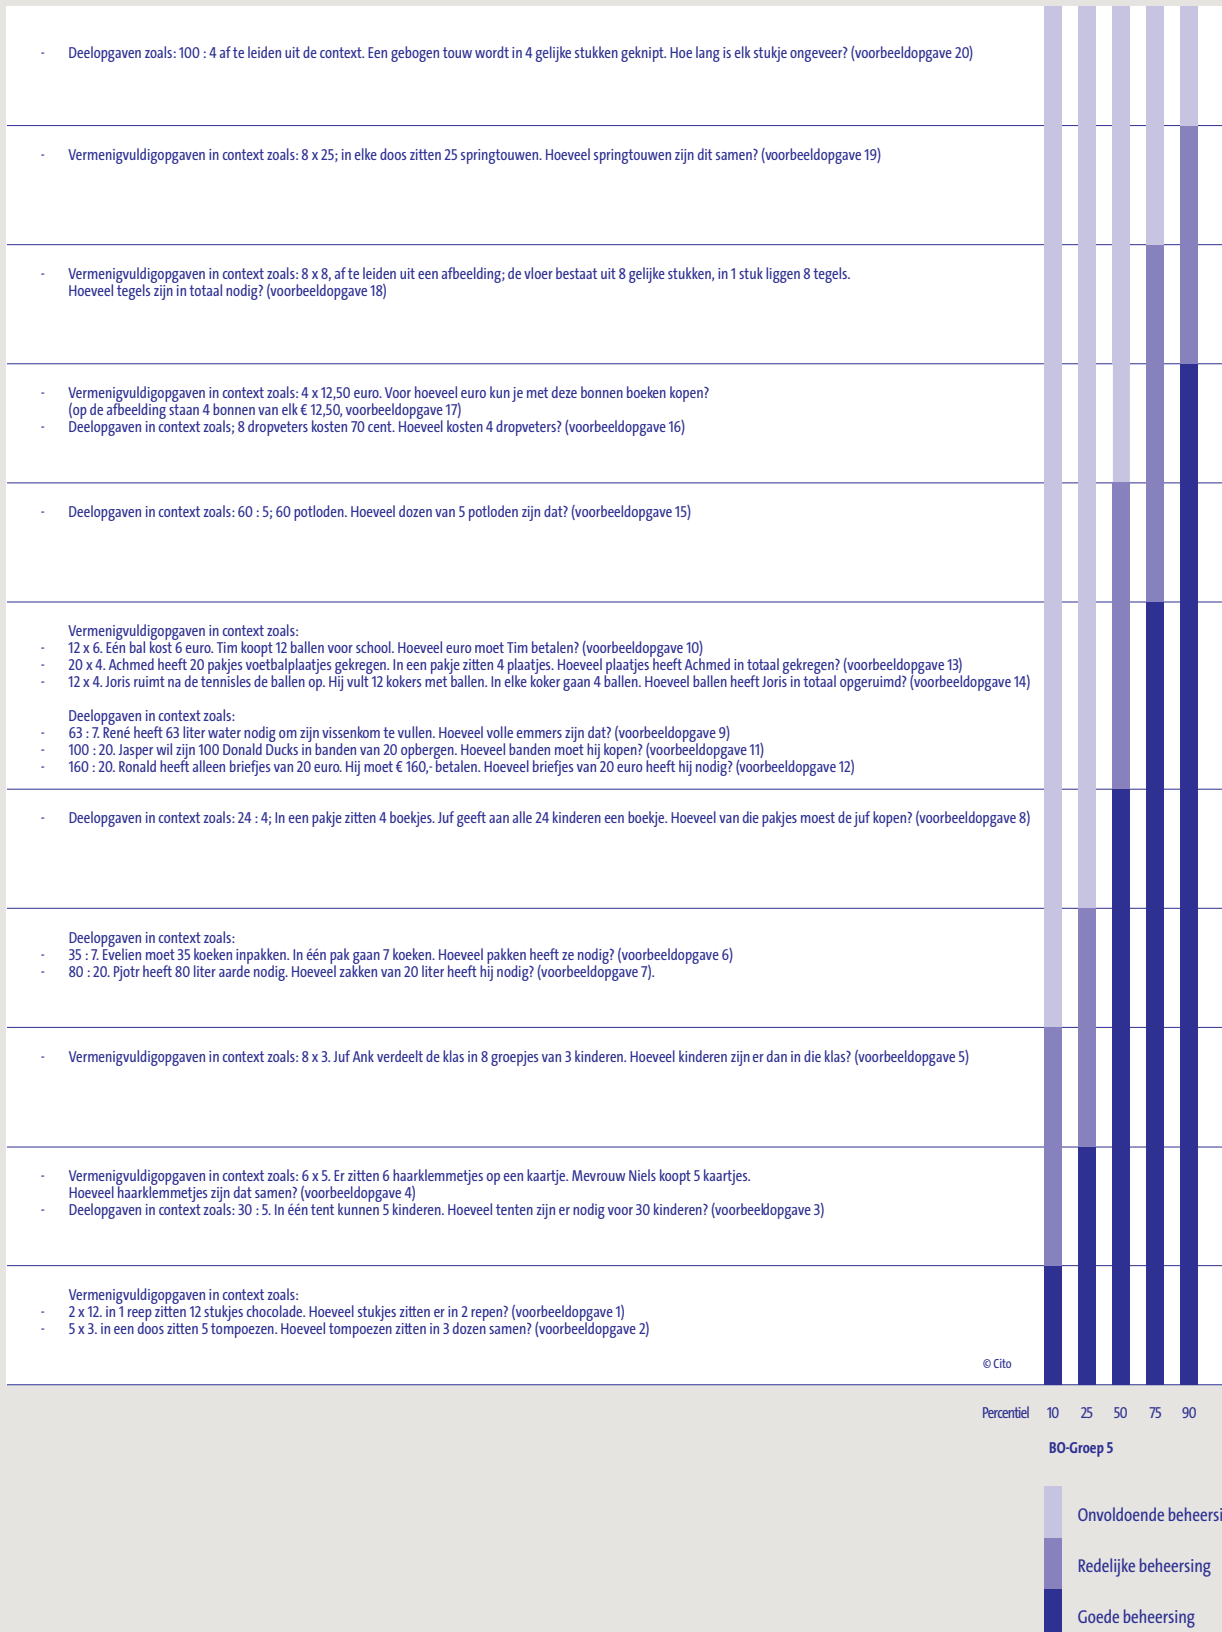 - Deelopgaven zoals: 100 : 4 af te leiden uit de context. Een gebogen touw wordt in 4 gelijke stukken geknipt. Hoe lang is elk stukje ongeveer? (voorbeeldopgave 20)
- Vermenigvuldigopgaven in context zoals: 8 x 25; in elke doos zitten 25 springtouwen. Hoeveel springtouwen zijn dit samen? (voorbeeldopgave 19)
- Vermenigvuldigopgaven in context zoals: 8 x 8, af te leiden uit een afbeelding; de vloer bestaat uit 8 gelijke stukken, in 1 stuk liggen 8 tegels.
Hoeveel tegels zijn in totaal nodig? (voorbeeldopgave 18)
- Vermenigvuldigopgaven in context zoals: 4 x 12,50 euro. Voor hoeveel euro kun je met deze bonnen boeken kopen?
(op de afbeelding staan 4 bonnen van elk € 12,50, voorbeeldopgave 17)
- Deelopgaven in context zoals; 8 dropveters kosten 70 cent. Hoeveel kosten 4 dropveters? (voorbeeldopgave 16)
- Deelopgaven in context zoals: 60 : 5; 60 potloden. Hoeveel dozen van 5 potloden zijn dat? (voorbeeldopgave 15)
Vermenigvuldigopgaven in context zoals:
- 12 x 6. Eén bal kost 6 euro. Tim koopt 12 ballen voor school. Hoeveel euro moet Tim betalen? (voorbeeldopgave 10)
- 20 x 4. Achmed heeft 20 pakjes voetbalplaatjes gekregen. In een pakje zitten 4 plaatjes. Hoeveel plaatjes heeft Achmed in totaal gekregen? (voorbeeldopgave 13)
- 12 x 4. Joris ruimt na de tennisles de ballen op. Hij vult 12 kokers met ballen. In elke koker gaan 4 ballen. Hoeveel ballen heeft Joris in totaal opgeruimd? (voorbeeldopgave 14)
Deelopgaven in context zoals:
- 63 : 7. René heeft 63 liter water nodig om zijn vissenkom te vullen. Hoeveel volle emmers zijn dat? (voorbeeldopgave 9)
- 100 : 20. Jasper wil zijn 100 Donald Ducks in banden van 20 opbergen. Hoeveel banden moet hij kopen? (voorbeeldopgave 11)
- 160 : 20. Ronald heeft alleen briefjes van 20 euro. Hij moet € 160,- betalen. Hoeveel briefjes van 20 euro heeft hij nodig? (voorbeeldopgave 12)
- Deelopgaven in context zoals: 24 : 4; In een pakje zitten 4 boekjes. Juf geeft aan alle 24 kinderen een boekje. Hoeveel van die pakjes moest de juf kopen? (voorbeeldopgave 8)
Deelopgaven in context zoals:
- 35 : 7. Evelien moet 35 koeken inpakken. In één pak gaan 7 koeken. Hoeveel pakken heeft ze nodig? (voorbeeldopgave 6)
- 80 : 20. Pjotr heeft 80 liter aarde nodig. Hoeveel zakken van 20 liter heeft hij nodig? (voorbeeldopgave 7).
- Vermenigvuldigopgaven in context zoals: 8 x 3. Juf Ank verdeelt de klas in 8 groepjes van 3 kinderen. Hoeveel kinderen zijn er dan in die klas? (voorbeeldopgave 5)
- Vermenigvuldigopgaven in context zoals: 6 x 5. Er zitten 6 haarklemmetjes op een kaartje. Mevrouw Niels koopt 5 kaartjes.
Hoeveel haarklemmetjes zijn dat samen? (voorbeeldopgave 4)
- Deelopgaven in context zoals: 30 : 5. In één tent kunnen 5 kinderen. Hoeveel tenten zijn er nodig voor 30 kinderen? (voorbeeldopgave 3)
Vermenigvuldigopgaven in context zoals:
- 2 x 12. in 1 reep zitten 12 stukjes chocolade. Hoeveel stukjes zitten er in 2 repen? (voorbeeldopgave 1)
- 5 x 3. in een doos zitten 5 tompoezen. Hoeveel tompoezen zitten in 3 dozen samen? (voorbeeldopgave 2)
© Cito
Percentiel 10 25 50 75 90
BO-Groep 5
Onvoldoende beheersi
Redelijke beheersing
Goede beheersing